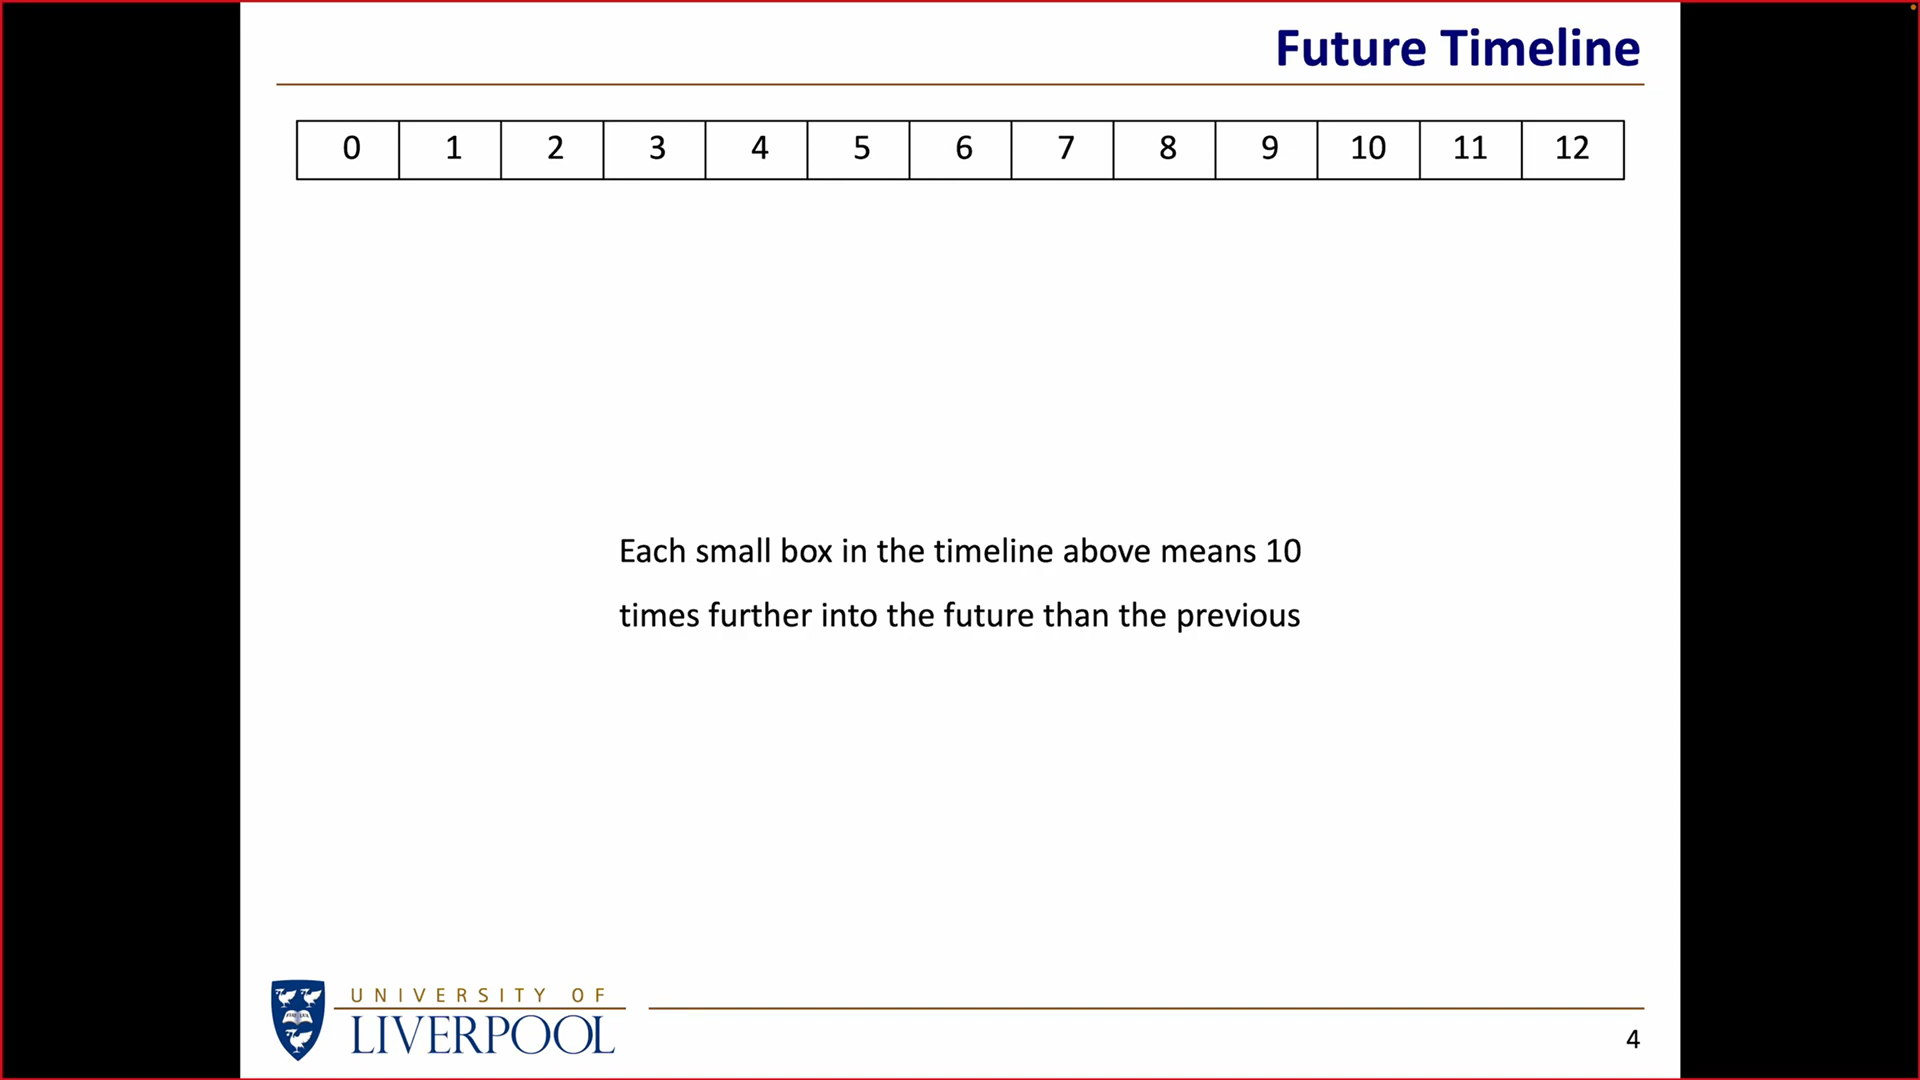 Future Timeline
0 1 2 3 4 5 6 7 8 9 10 11 12
Each small box in the timeline above means 10
times further into the future than the previous
UNIVERSITY OF
LIVERPOOL
4